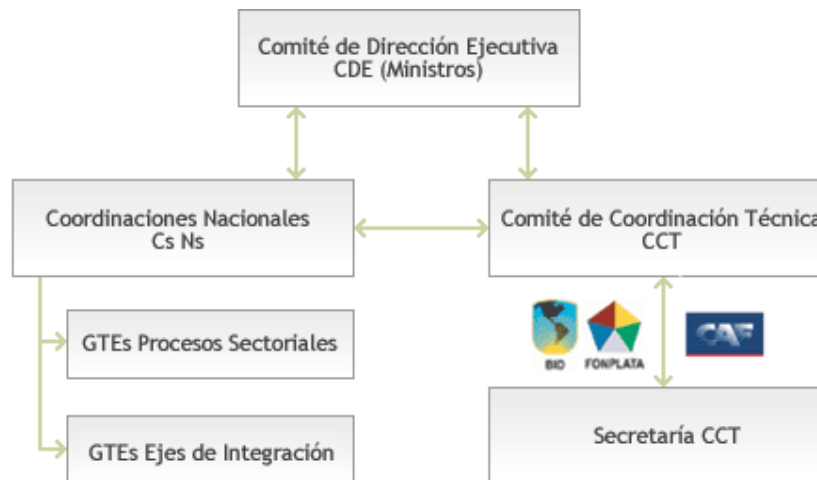 Comité de Dirección Ejecutiva
CDE (Ministros)
Coordinaciones Nacionales
Cs Ns
Comité de Coordinación Técnica
CCT
GTEs Procesos Sectoriales
BID
FONPLATA
CAF
GTEs Ejes de Integración
Secretaría CCT